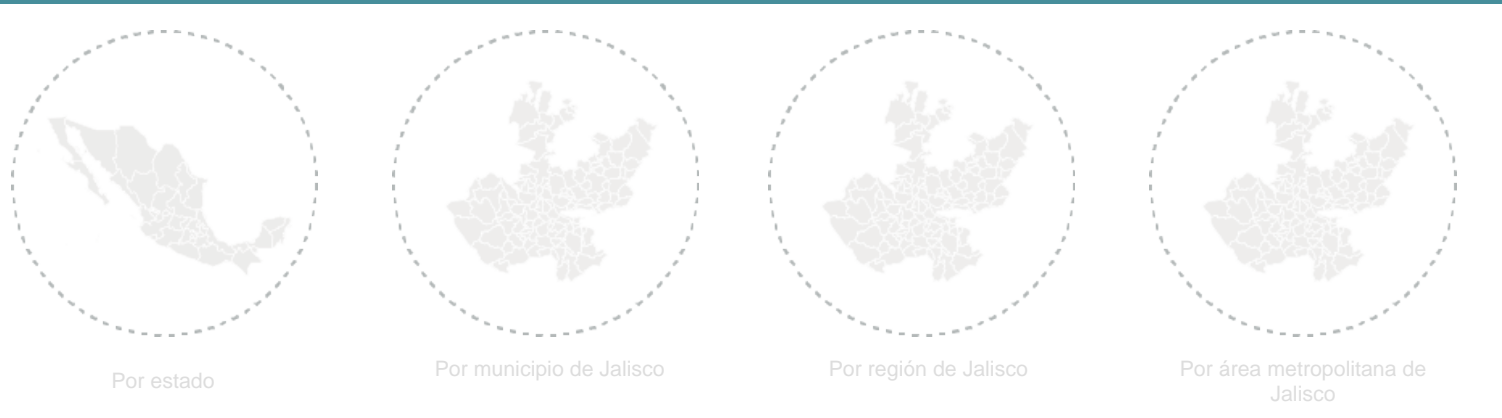 Por estado
Por municipio de Jalisco
Por región de Jalisco
Por área metropolitana de
Jalisco